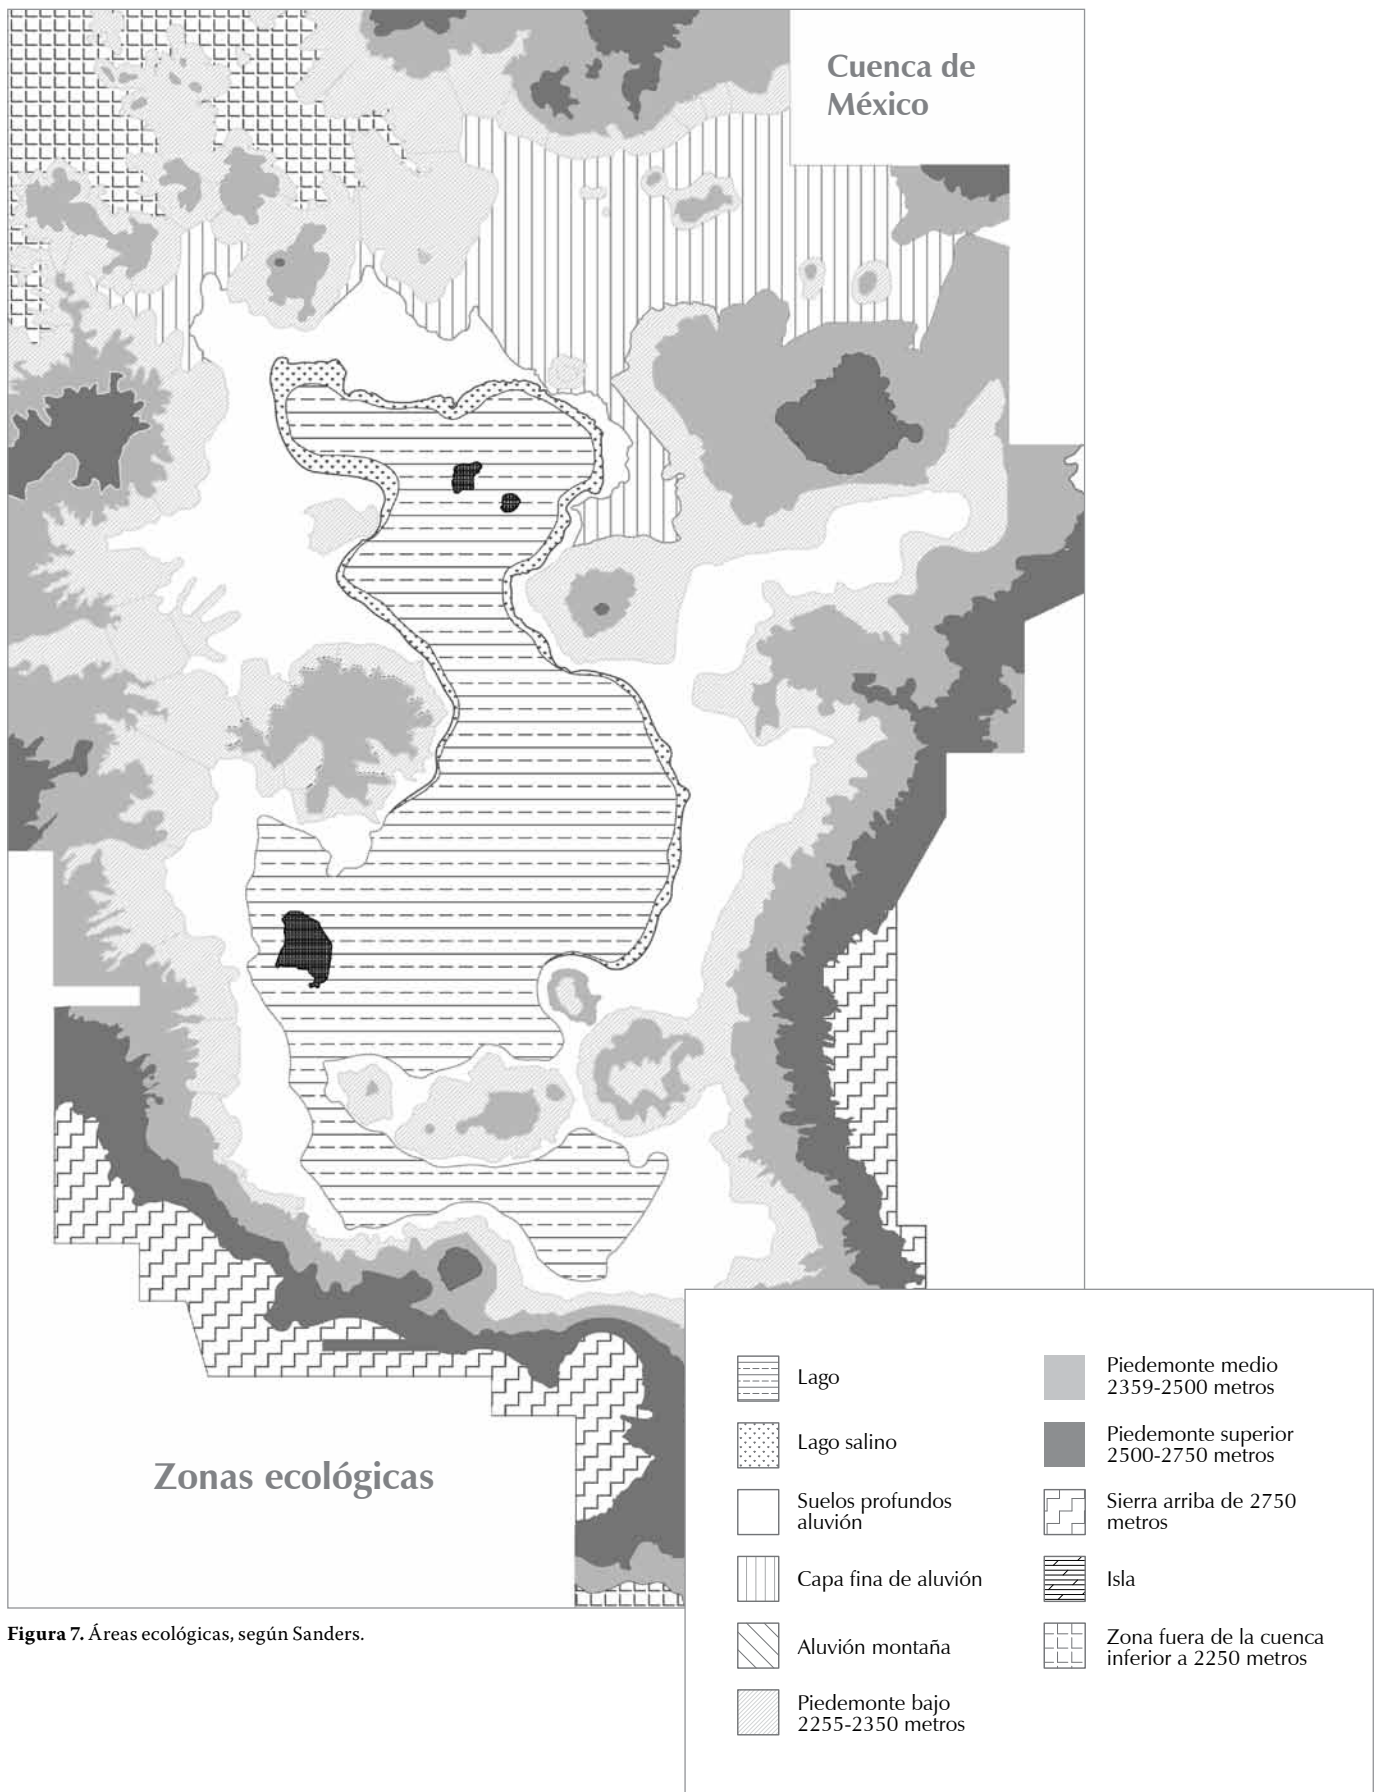 Cuenca de
México
Zonas ecológicas
Lago
Lago salino
Suelos profundos
aluvión
Capa fina de aluvión
Aluvión montaña
Piedemonte bajo
2255-2350 metros
Piedemonte medio
2359-2500 metros
Piedemonte superior
2500-2750 metros
Sierra arriba de 2750
metros
Isla
Zona fuera de la cuenca
inferior a 2250 metros
Figura 7. Áreas ecológicas, según Sanders.